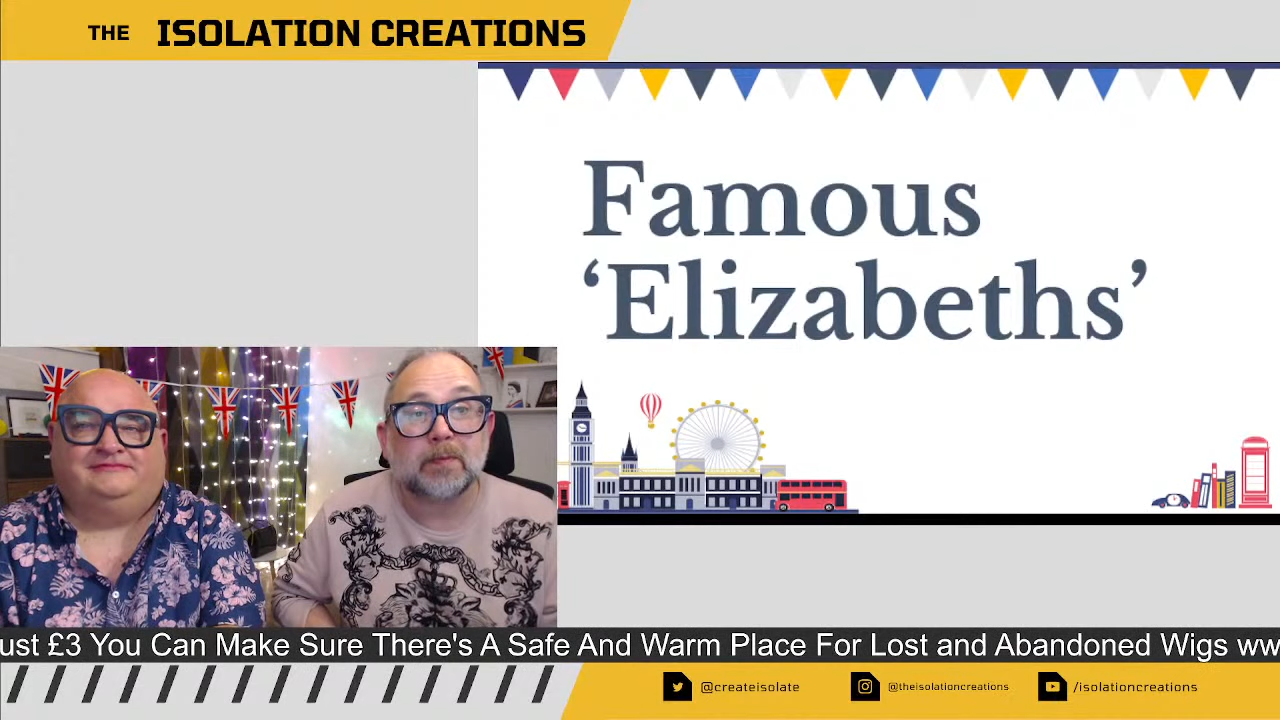 THE ISOLATION CREATIONS
Famous
‘Elizabeths’
ust £3 You Can Make Sure There's A Safe And Warm Place For Lost and Abandoned Wigs ww
@createisolate @theisolationcreations /isolationcreations